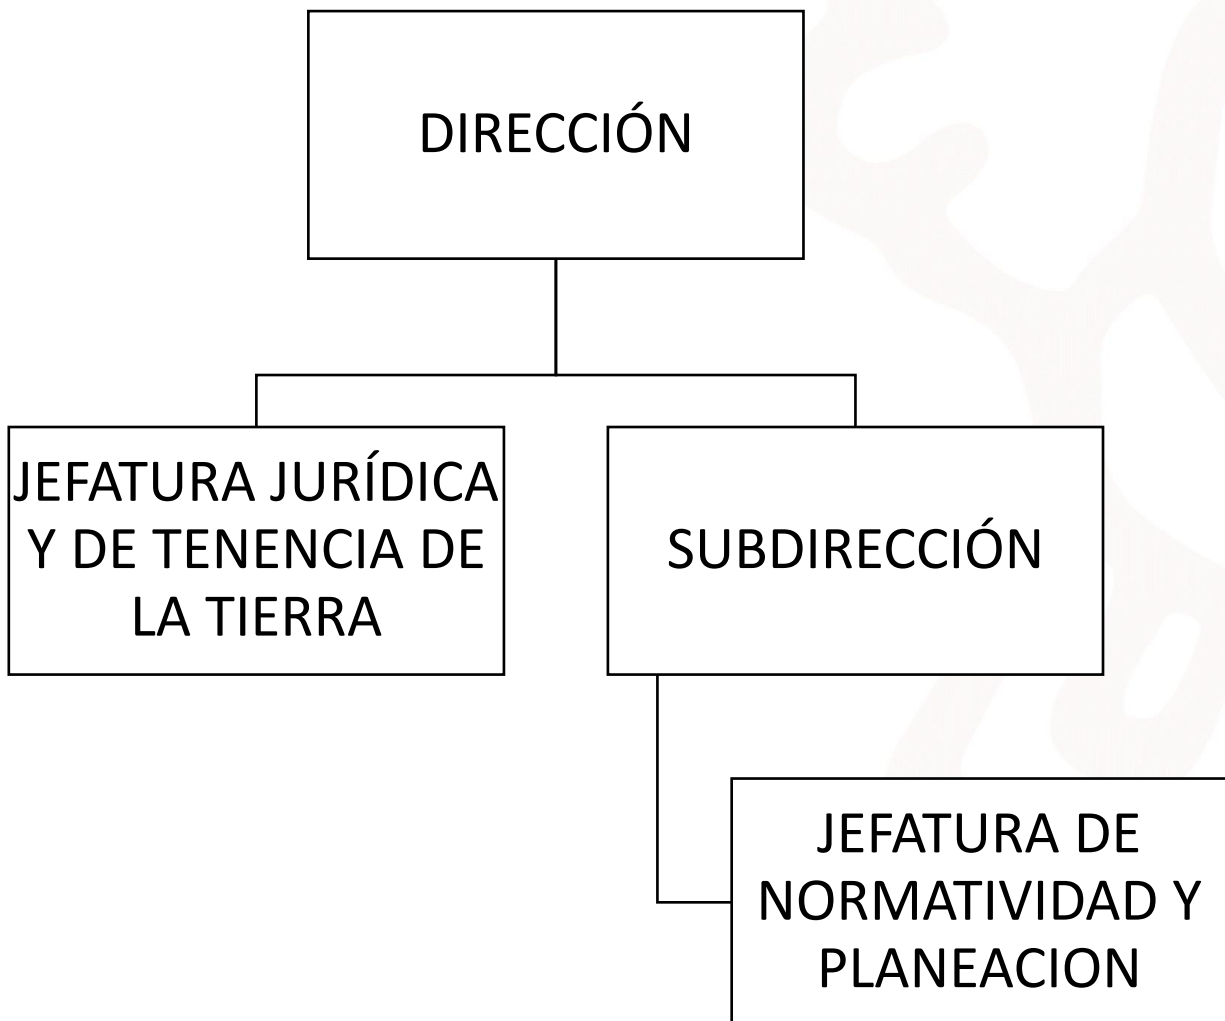 DIRECCIÓN
JEFATURA JURÍDICA
Y DE TENENCIA DE
LA TIERRA
SUBDIRECCIÓN
JEFATURA DE
NORMATIVIDAD Y
PLANEACION